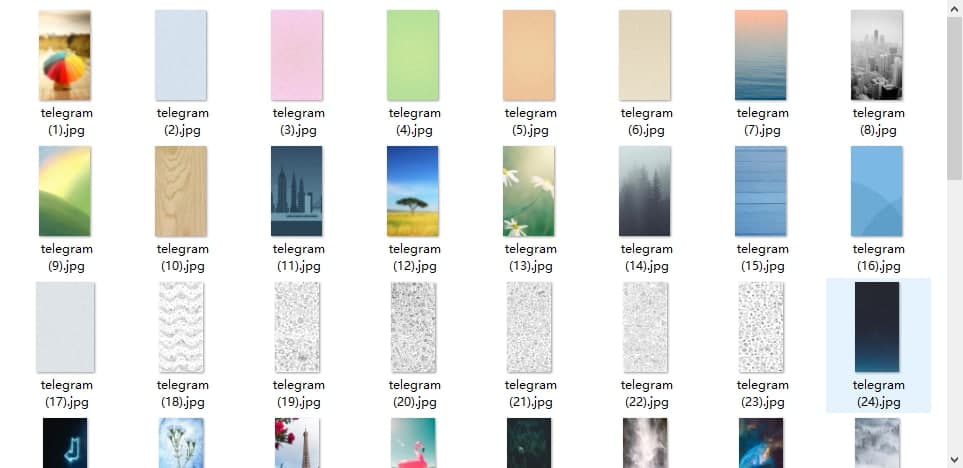 telegram
(1).jpg
telegram
(2).jpg
telegram
(3).jpg
telegram
(4).jpg
telegram
(5).jpg
telegram
(6).jpg
telegram
(7).jpg
telegram
(8).jpg
telegram
(9).jpg
telegram
(10).jpg
telegram
(11).jpg
telegram
(12).jpg
telegram
(13).jpg
telegram
(14).jpg
telegram
(15).jpg
telegram
(16).jpg
telegram
(17).jpg
telegram
(18).jpg
telegram
(19).jpg
telegram
(20).jpg
telegram
(21).jpg
telegram
(22).jpg
telegram
(23).jpg
telegram
(24).jpg